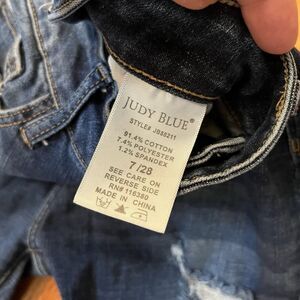 JUDY BLUE®
STYLE# JB88211
91.4% COTTON
7.4% POLYESTER
1.2% SPANDEX
7 /28
SEE CARE ON
REVERSE SIDE
RN# 116380
MADE IN CHINA